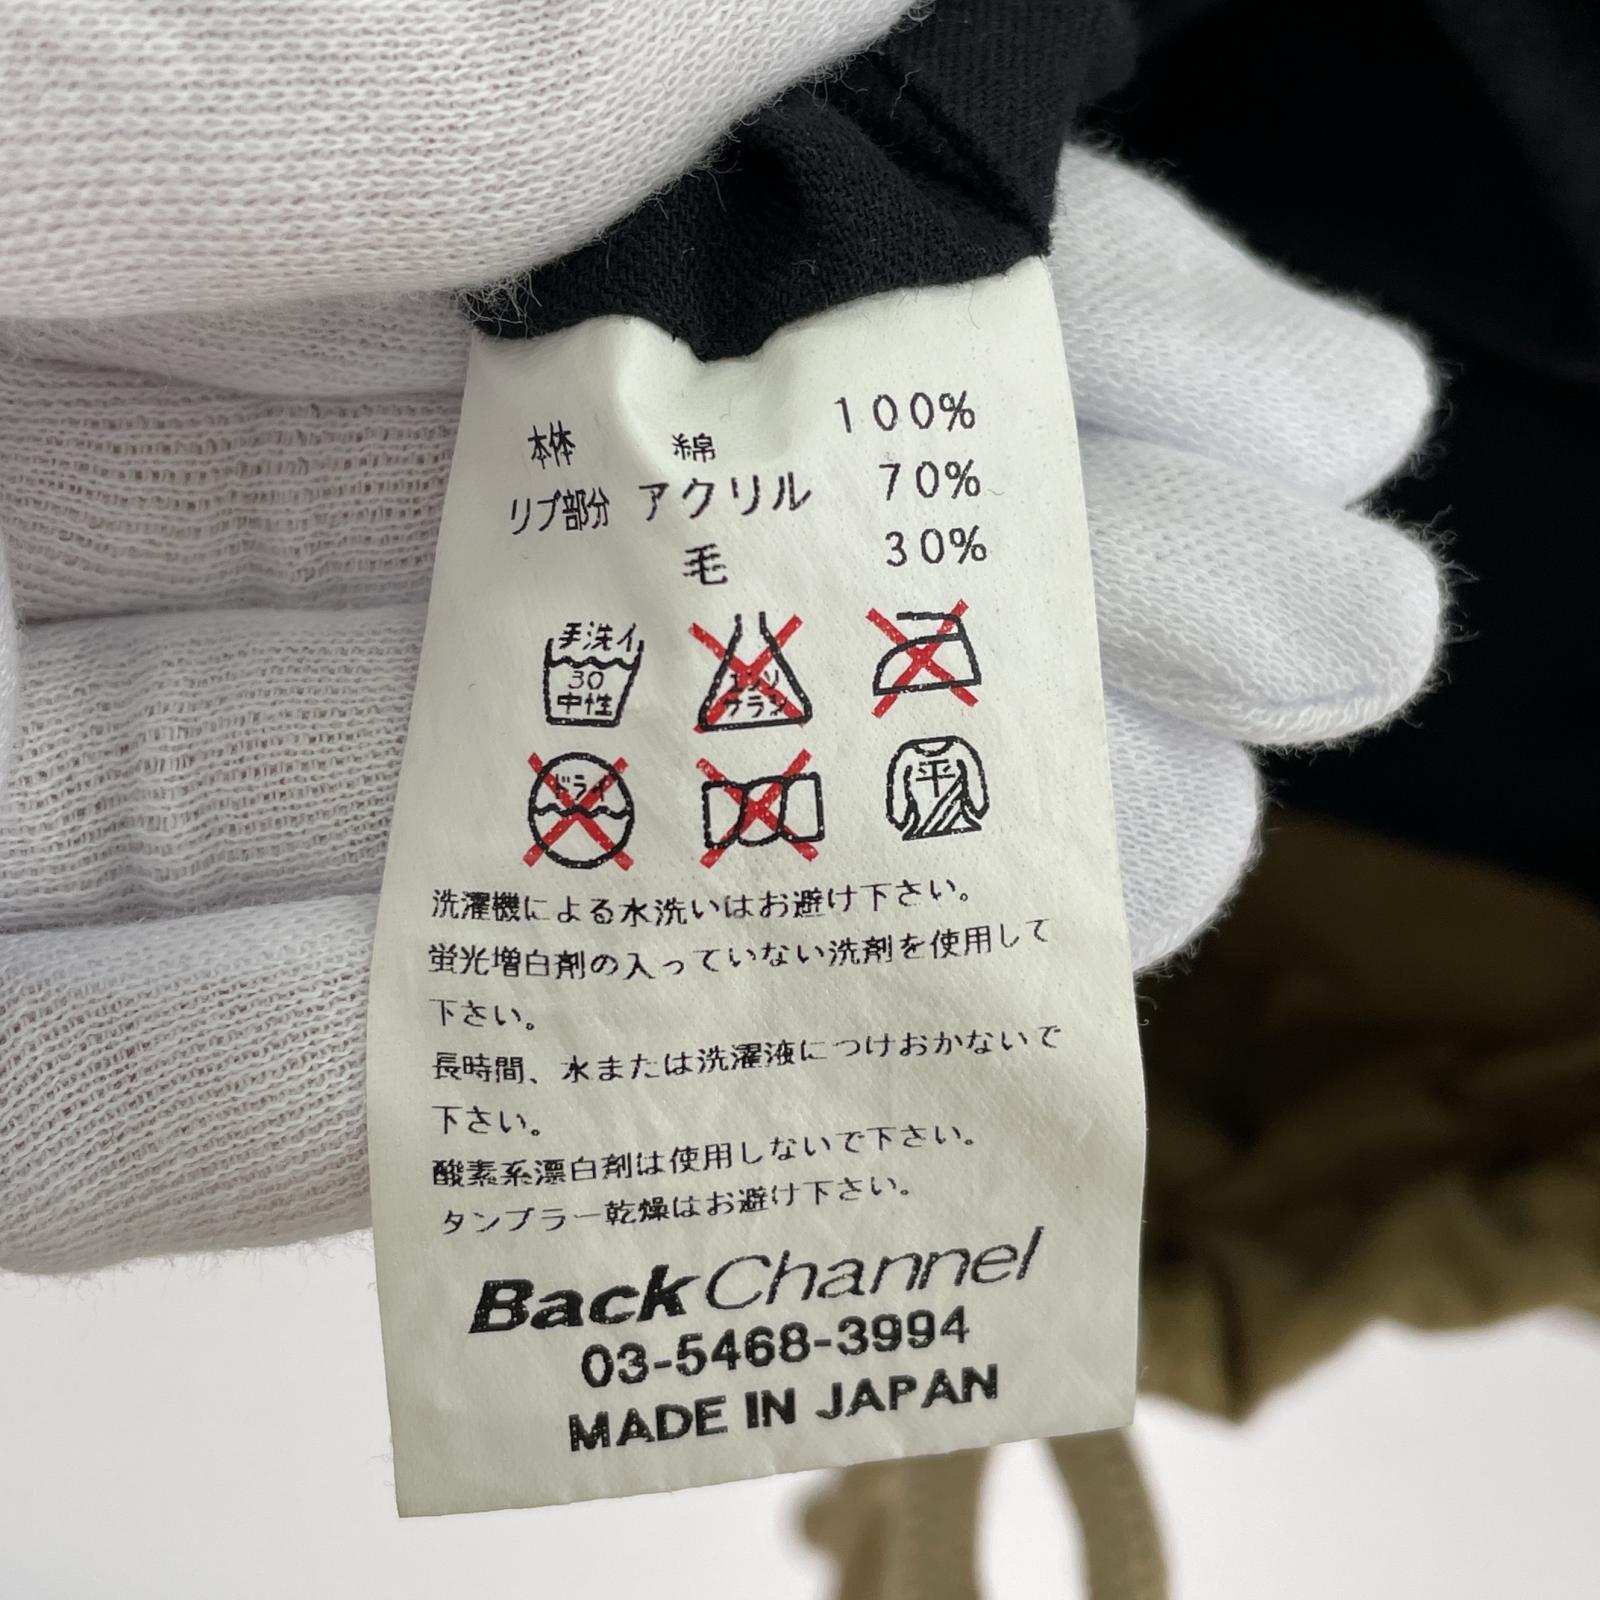 本体 綿 100%
リブ部分 アクリル 70%
毛 30%
手洗イ
30
中性
エンソ
サラシ
ドライ
平
洗濯機による水洗いはお避け下さい。
蛍光増白剤の入っていない洗剤を使用して
下さい。
長時間、水または洗濯液につけおかないで
下さい。
酸素系漂白剤は使用しないで下さい。
タンブラー乾燥はお避け下さい。
BackChannel
03-5468-3994
MADE IN JAPAN